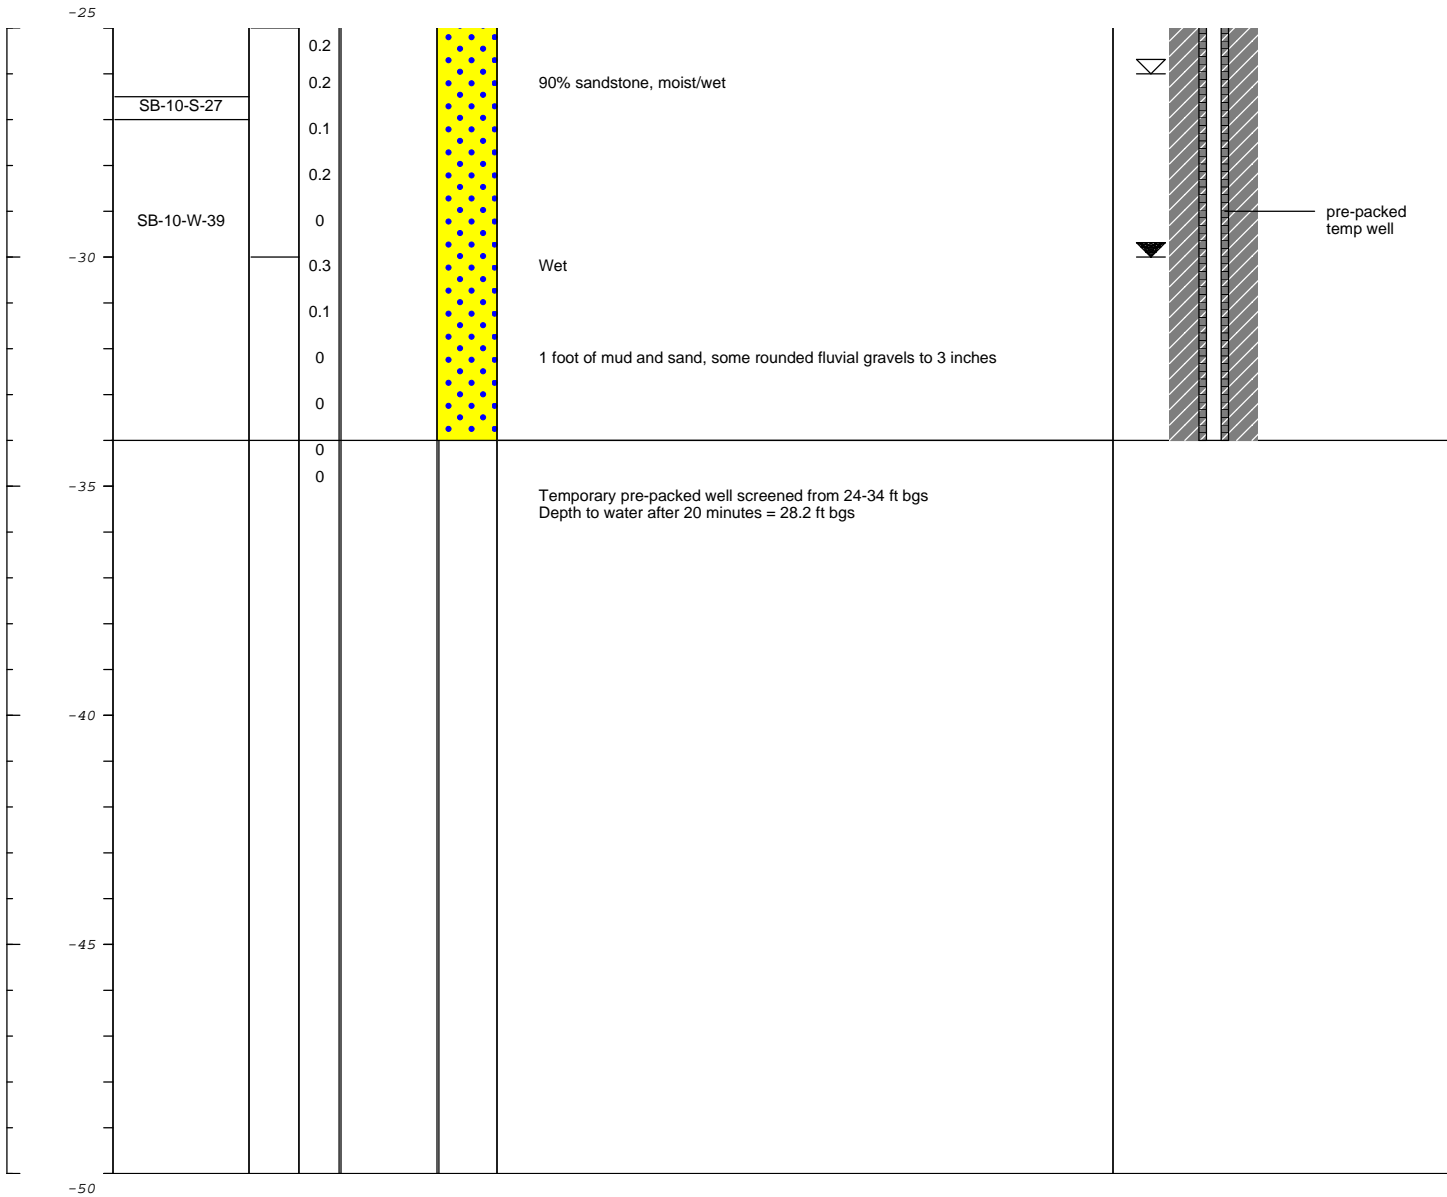 -25
0.2
0.2
90% sandstone, moist/wet
SB-10-S-27
0.1
0.2
SB-10-W-39
0
pre-packed
temp well
-30
0.3
Wet
0.1
0
1 foot of mud and sand, some rounded fluvial gravels to 3 inches
0
0
0
-35
Temporary pre-packed well screened from 24-34 ft bgs
Depth to water after 20 minutes = 28.2 ft bgs
-40
-45
-50